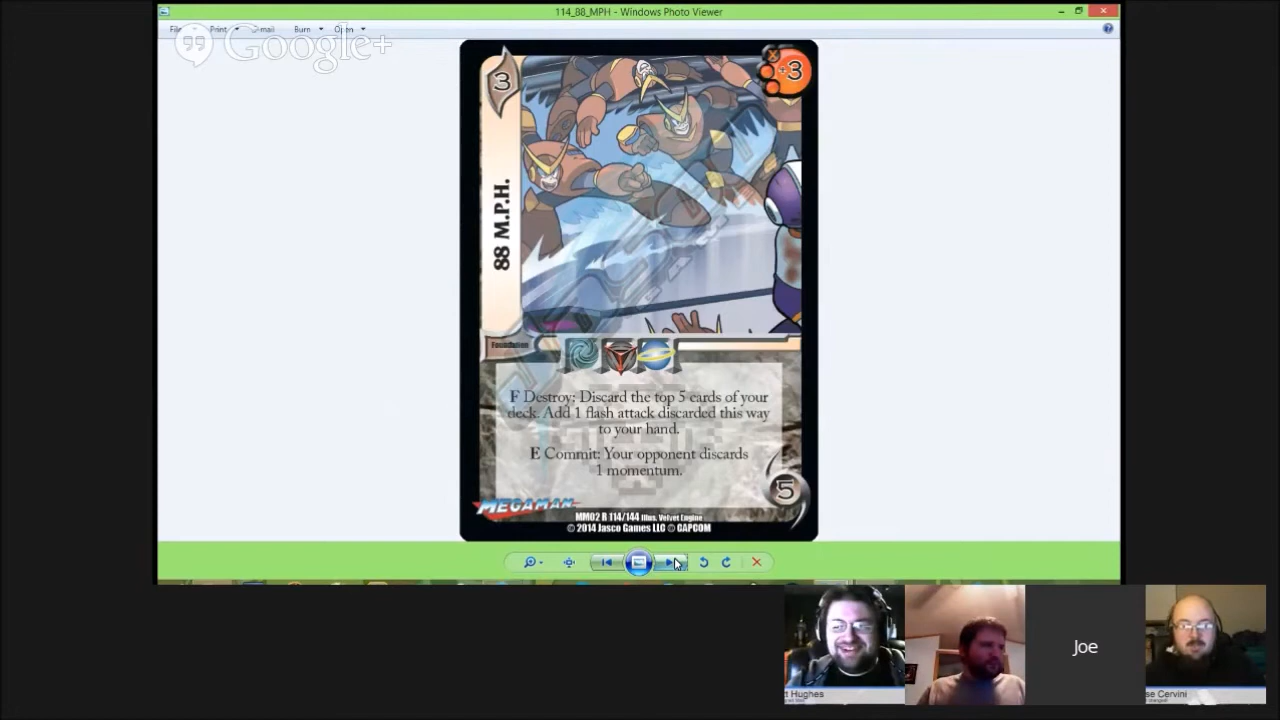 114_88_MPH - Windows Photo Viewer
Print
E-mail
Burn
Open
Google+
3
+3
88 M.P.H.
Foundation
F Destroy: Discard the top 5 cards of your
deck. Add 1 flash attack discarded this way
to your hand.
E Commit: Your opponent discards
1 momentum.
5
MEGAMAN
MM02 R 114/144 Illus. Velvet Engine
© 2014 Jasco Games LLC © CAPCOM
Joe
t Hughes
se Cervini